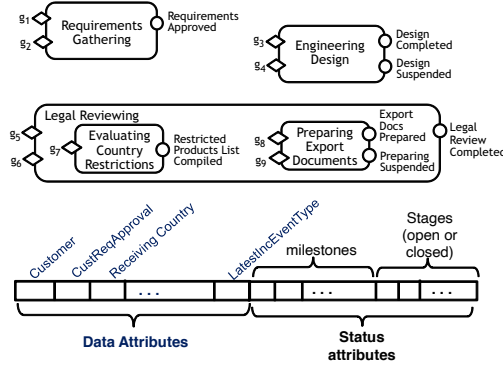 g1
g2
Requirements
Gathering
Requirements
Approved
g3
g4
Engineering
Design
Design
Completed
Design
Suspended
Legal Reviewing
g5
g6
g7
Evaluating
Country
Restrictions
Restricted
Products List
Compiled
g8
g9
Preparing
Export
Documents
Export
Docs
Prepared
Preparing
Suspended
Legal
Review
Completed
Customer
CustReqApproval
Receiving Country
LatestIncEventType
milestones
Stages
(open or
closed)
...
...
...
Data Attributes
Status
attributes